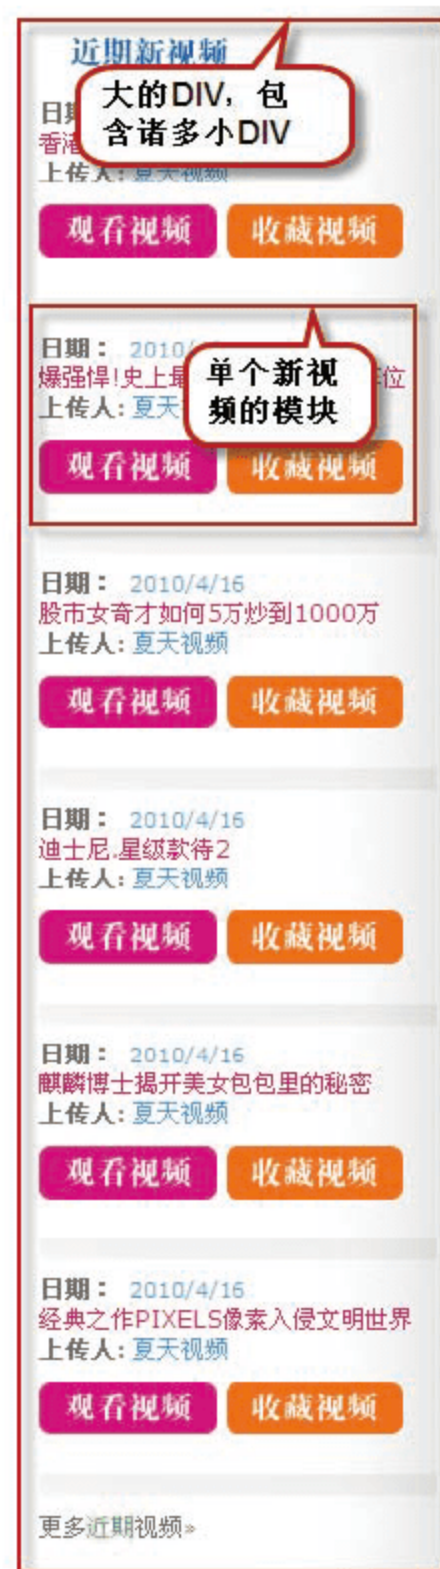 近期新视频
大的DIV, 包
含诸多小DIV
日期
香港
上传人: 夏天视频
观看视频 收藏视频
日期： 2010/
爆强悍!史上最 位
单个新视
频的模块
上传人: 夏天
观看视频 收藏视频
日期： 2010/4/16
股市女奇才如何5万炒到1000万
上传人: 夏天视频
观看视频 收藏视频
日期： 2010/4/16
迪士尼.星级款待2
上传人: 夏天视频
观看视频 收藏视频
日期： 2010/4/16
麒麟博士揭开美女包包里的秘密
上传人: 夏天视频
观看视频 收藏视频
日期： 2010/4/16
经典之作PIXELS像素入侵文明世界
上传人: 夏天视频
观看视频 收藏视频
更多近期视频»